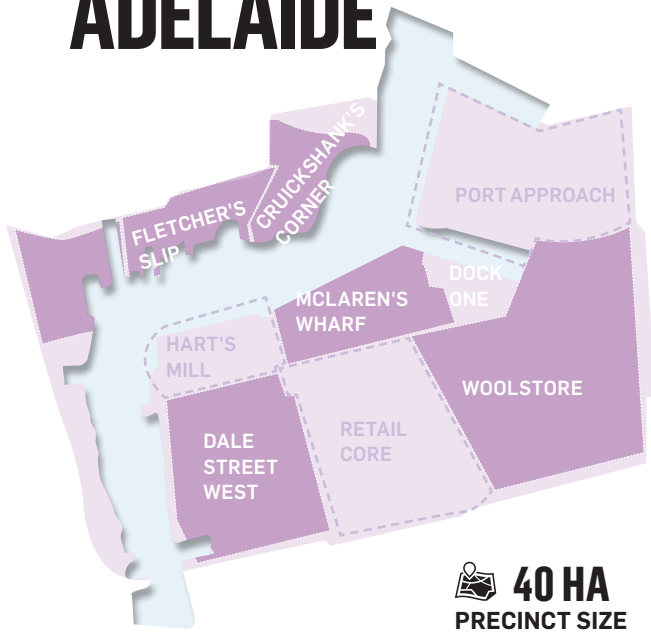 ADELAIDE
CRUICKSHANK'S
CORNER
FLETCHER'S
SLIP
PORT APPROACH
DOCK
ONE
MCLAREN'S
WHARF
HART'S
MILL
WOOLSTORE
RETAIL
CORE
DALE
STREET
WEST
40 HA
PRECINCT SIZE